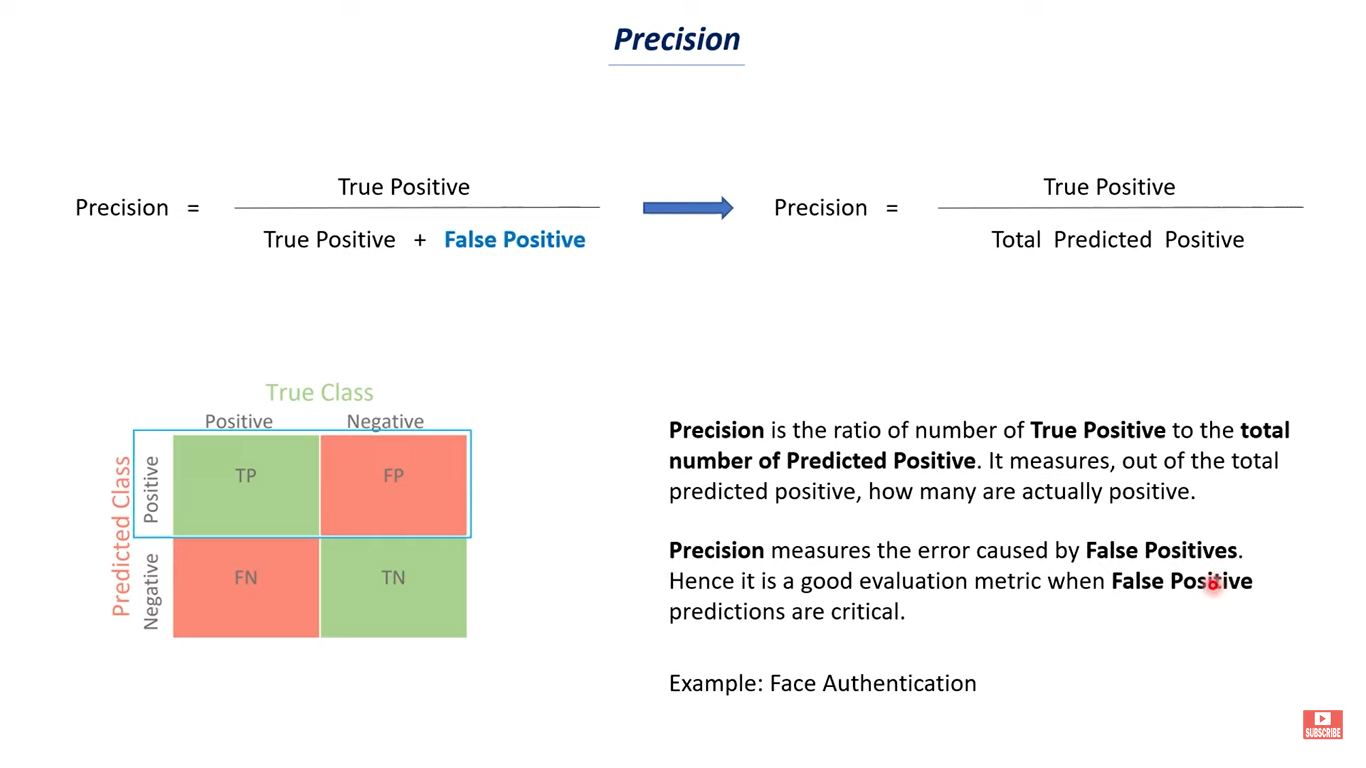 Precision
Precision = True Positive
True Positive + False Positive
Precision = True Positive
Total Predicted Positive
True Class
Positive Negative
Predicted Class
Positive
TP FP
Negative
FN TN
Precision is the ratio of number of True Positive to the total
number of Predicted Positive. It measures, out of the total
predicted positive, how many are actually positive.
Precision measures the error caused by False Positives.
Hence it is a good evaluation metric when False Positive
predictions are critical.
Example: Face Authentication
SUBSCRIBE